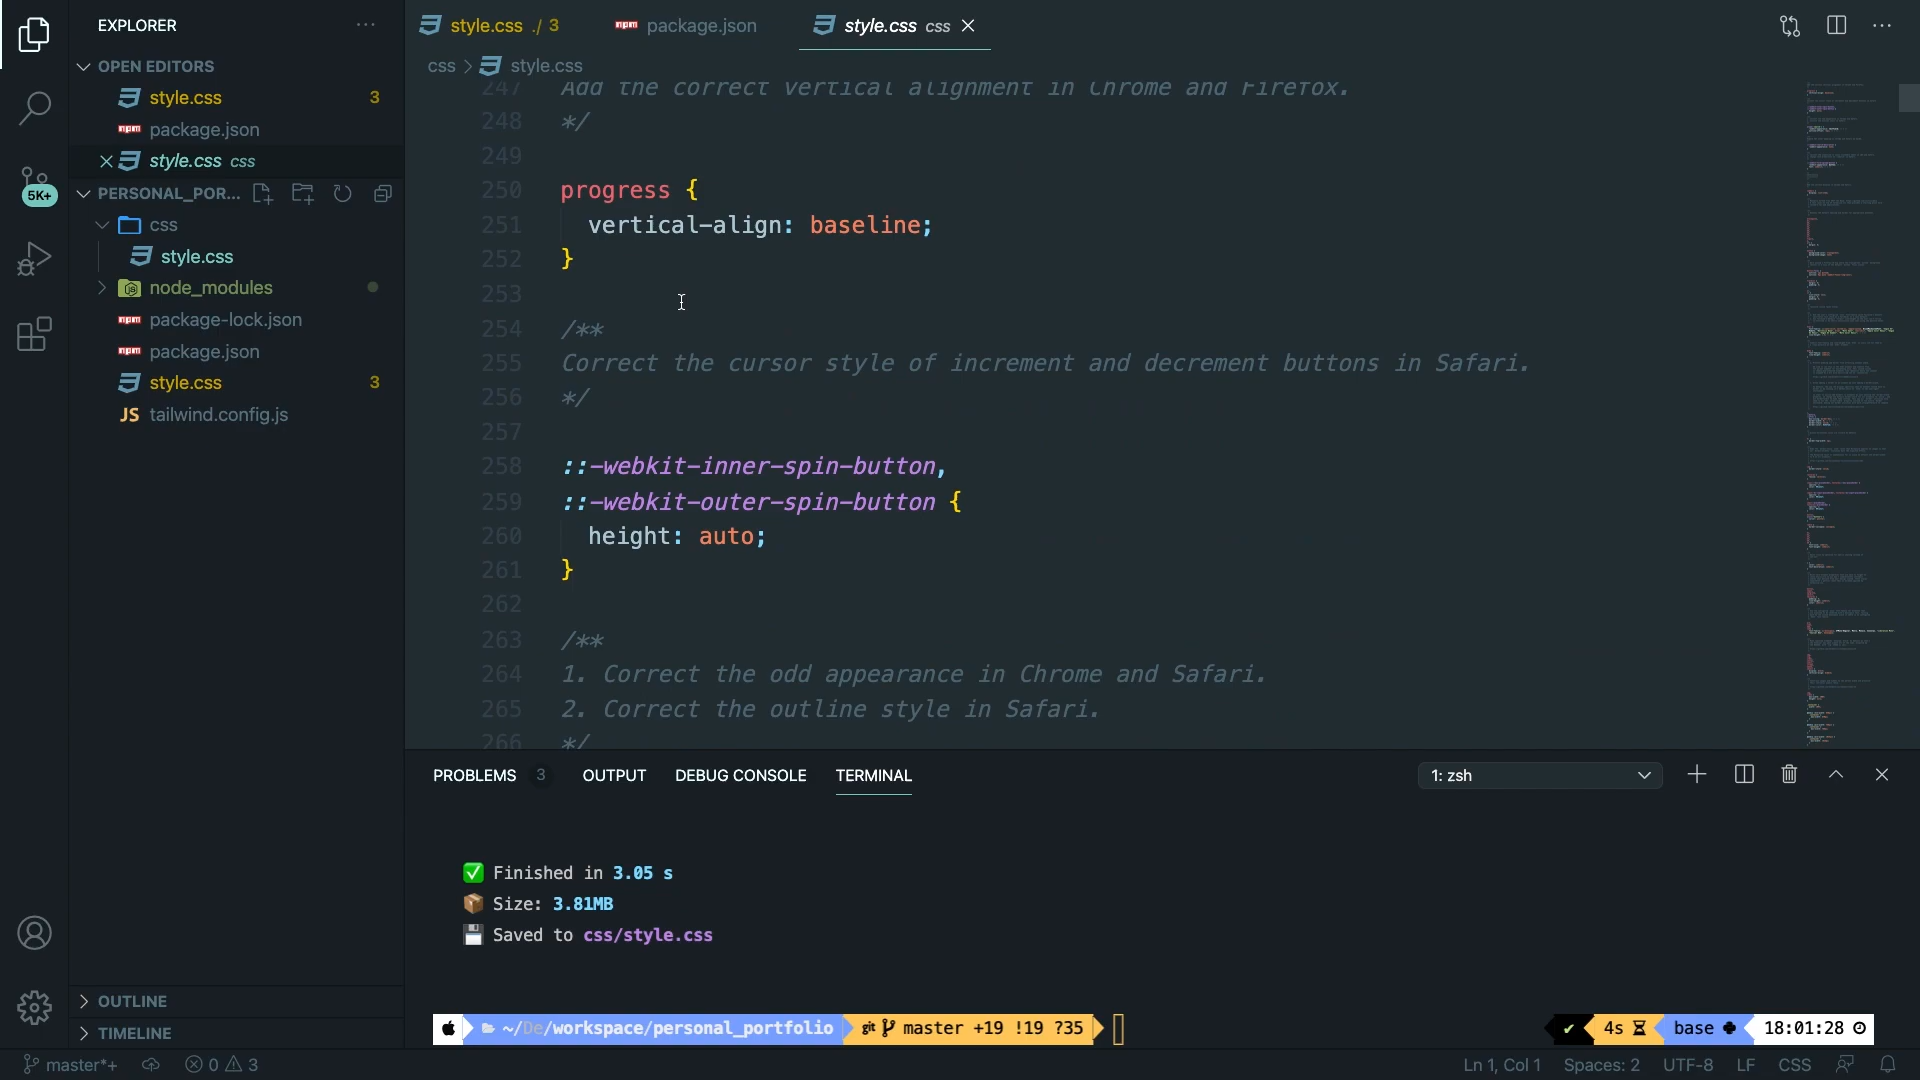 EXPLORER
OPEN EDITORS
style.css 3
package.json
style.css css
PERSONAL_POR...
css
style.css
node_modules
package-lock.json
package.json
style.css 3
tailwind.config.js
OUTLINE
TIMELINE
5K+
style.css ./ 3
package.json
style.css css
css > style.css
247 Add the correct vertical alignment in Chrome and Firefox.
248 */
249
250 progress {
251 vertical-align: baseline;
252 }
253
254 /**
255 Correct the cursor style of increment and decrement buttons in Safari.
256 */
257
258 ::-webkit-inner-spin-button,
259 ::-webkit-outer-spin-button {
260 height: auto;
261 }
262
263 /**
264 1. Correct the odd appearance in Chrome and Safari.
265 2. Correct the outline style in Safari.
266 */
PROBLEMS 3 OUTPUT DEBUG CONSOLE TERMINAL
1: zsh
✅ Finished in 3.05 s
📦 Size: 3.81MB
💾 Saved to css/style.css
~/De/workspace/personal_portfolio git master +19 !19 ?35
✔ 4s base 18:01:28
master*+ 0 3
Ln 1, Col 1 Spaces: 2 UTF-8 LF CSS